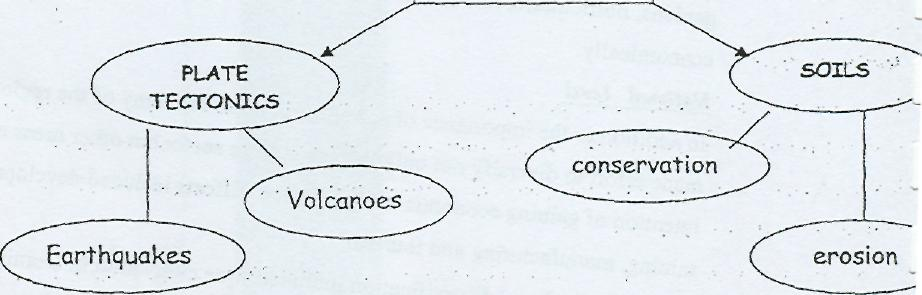 PLATE
TECTONICS
SOILS
conservation
Volcanoes
Earthquakes
erosion